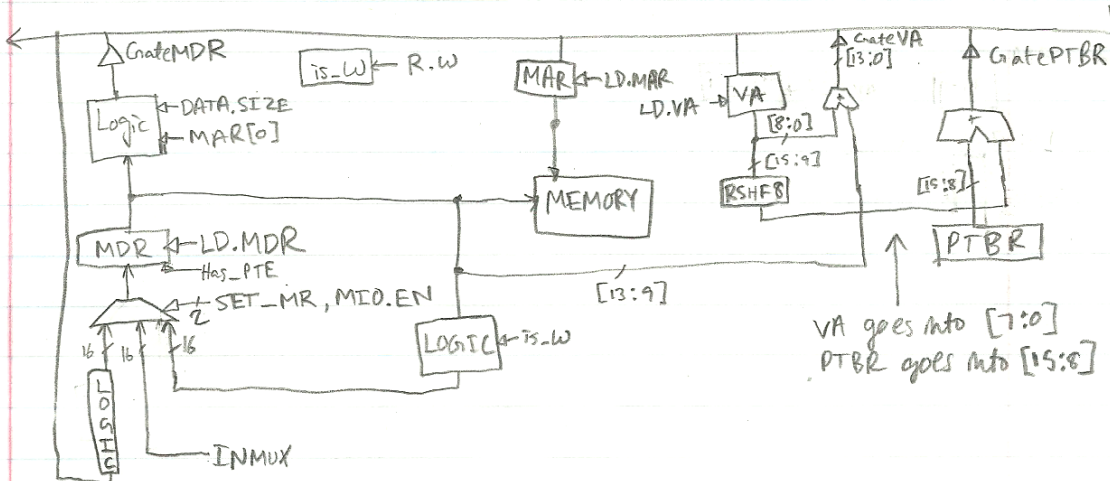 GateMDR
is_W
R.W
MAR
LD.MAR
GateVA
[13:0]
GatePTBR
LD.VA
VA
Logic
DATA.SIZE
MAR[0]
[8:0]
+
[15:9]
RSHF8
[15:8]
MEMORY
MDR
LD.MDR
Has_PTE
PTBR
SET_MR, MIO.EN
2
[13:9]
16
16
16
LOGIC
is_W
VA goes into [7:0]
PTBR goes into [15:8]
LOGIC
INMUX